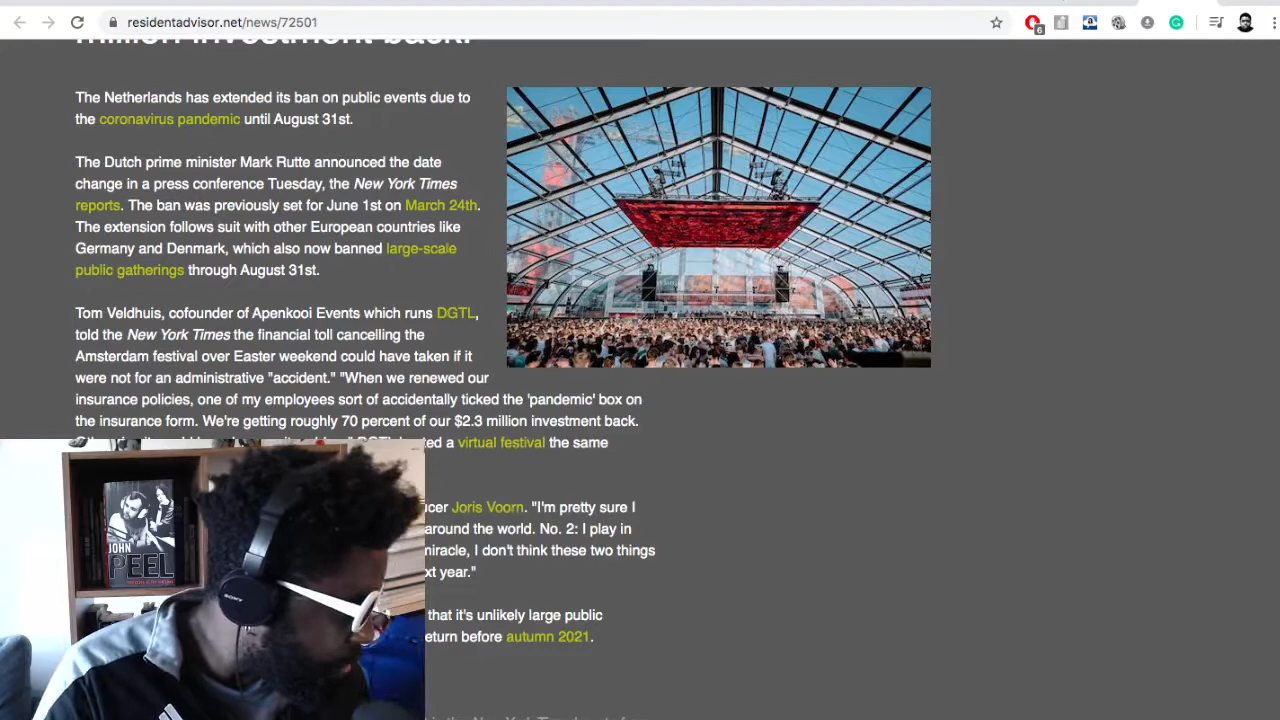 residentadvisor.net/news/72501
6
million investment back.
The Netherlands has extended its ban on public events due to
the coronavirus pandemic until August 31st.
The Dutch prime minister Mark Rutte announced the date
change in a press conference Tuesday, the New York Times
reports. The ban was previously set for June 1st on March 24th.
The extension follows suit with other European countries like
Germany and Denmark, which also now banned large-scale
public gatherings through August 31st.
Tom Veldhuis, cofounder of Apenkooi Events which runs DGTL,
told the New York Times the financial toll cancelling the
Amsterdam festival over Easter weekend could have taken if it
were not for an administrative "accident." "When we renewed our
insurance policies, one of my employees sort of accidentally ticked the 'pandemic' box on
the insurance form. We're getting roughly 70 percent of our $2.3 million investment back.
a virtual festival the same
Joris Voorn. "I'm pretty sure I
around the world. No. 2: I play in
miracle, I don't think these two things
year."
that it's unlikely large public
before autumn 2021.
JOHN
PEEL
SONY